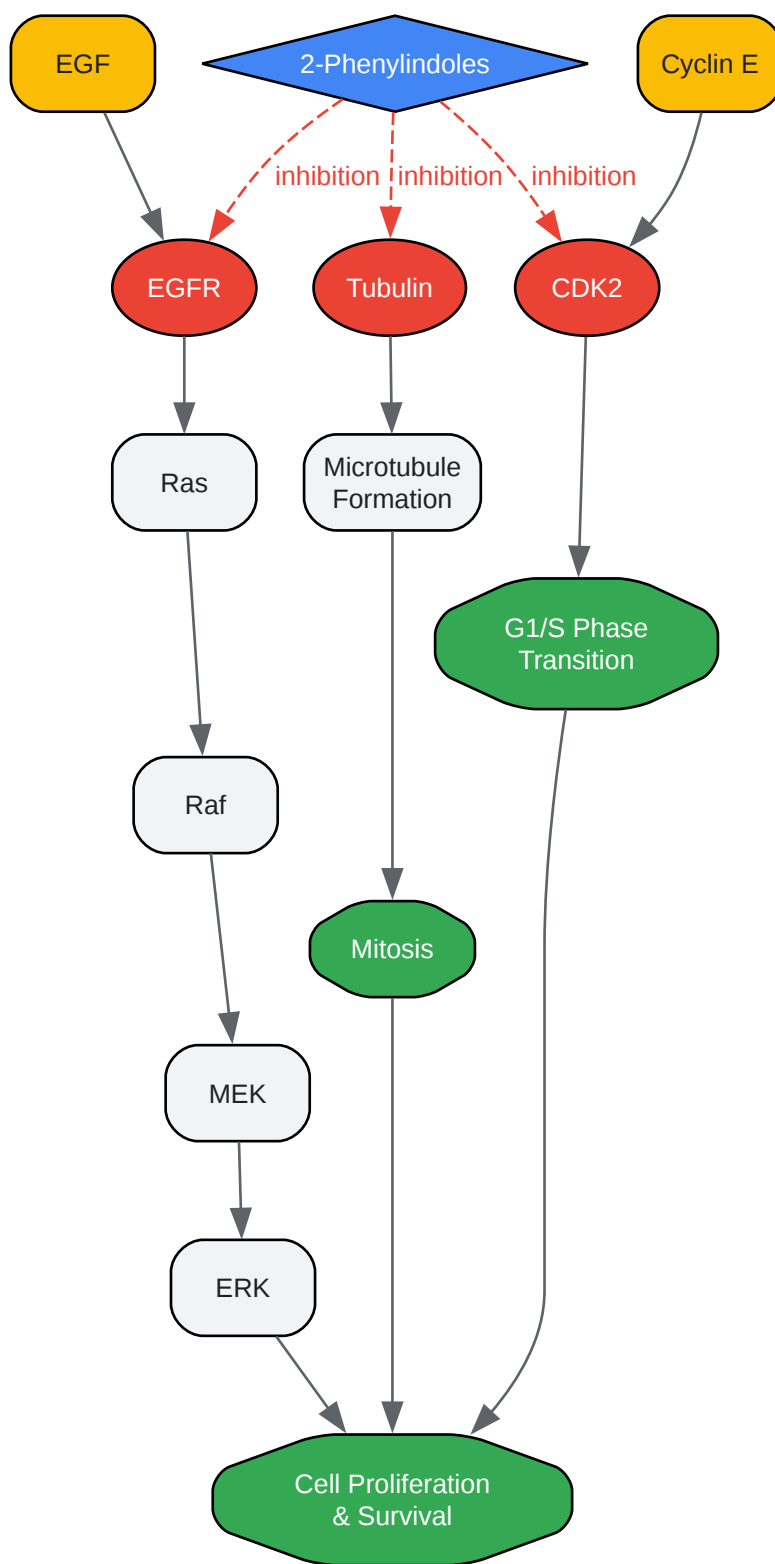 EGF
2-Phenylindoles
Cyclin E
inhibition
inhibition
inhibition
EGFR
Tubulin
CDK2
Ras
Microtubule
Formation
G1/S Phase
Transition
Raf
Mitosis
MEK
ERK
Cell Proliferation
& Survival